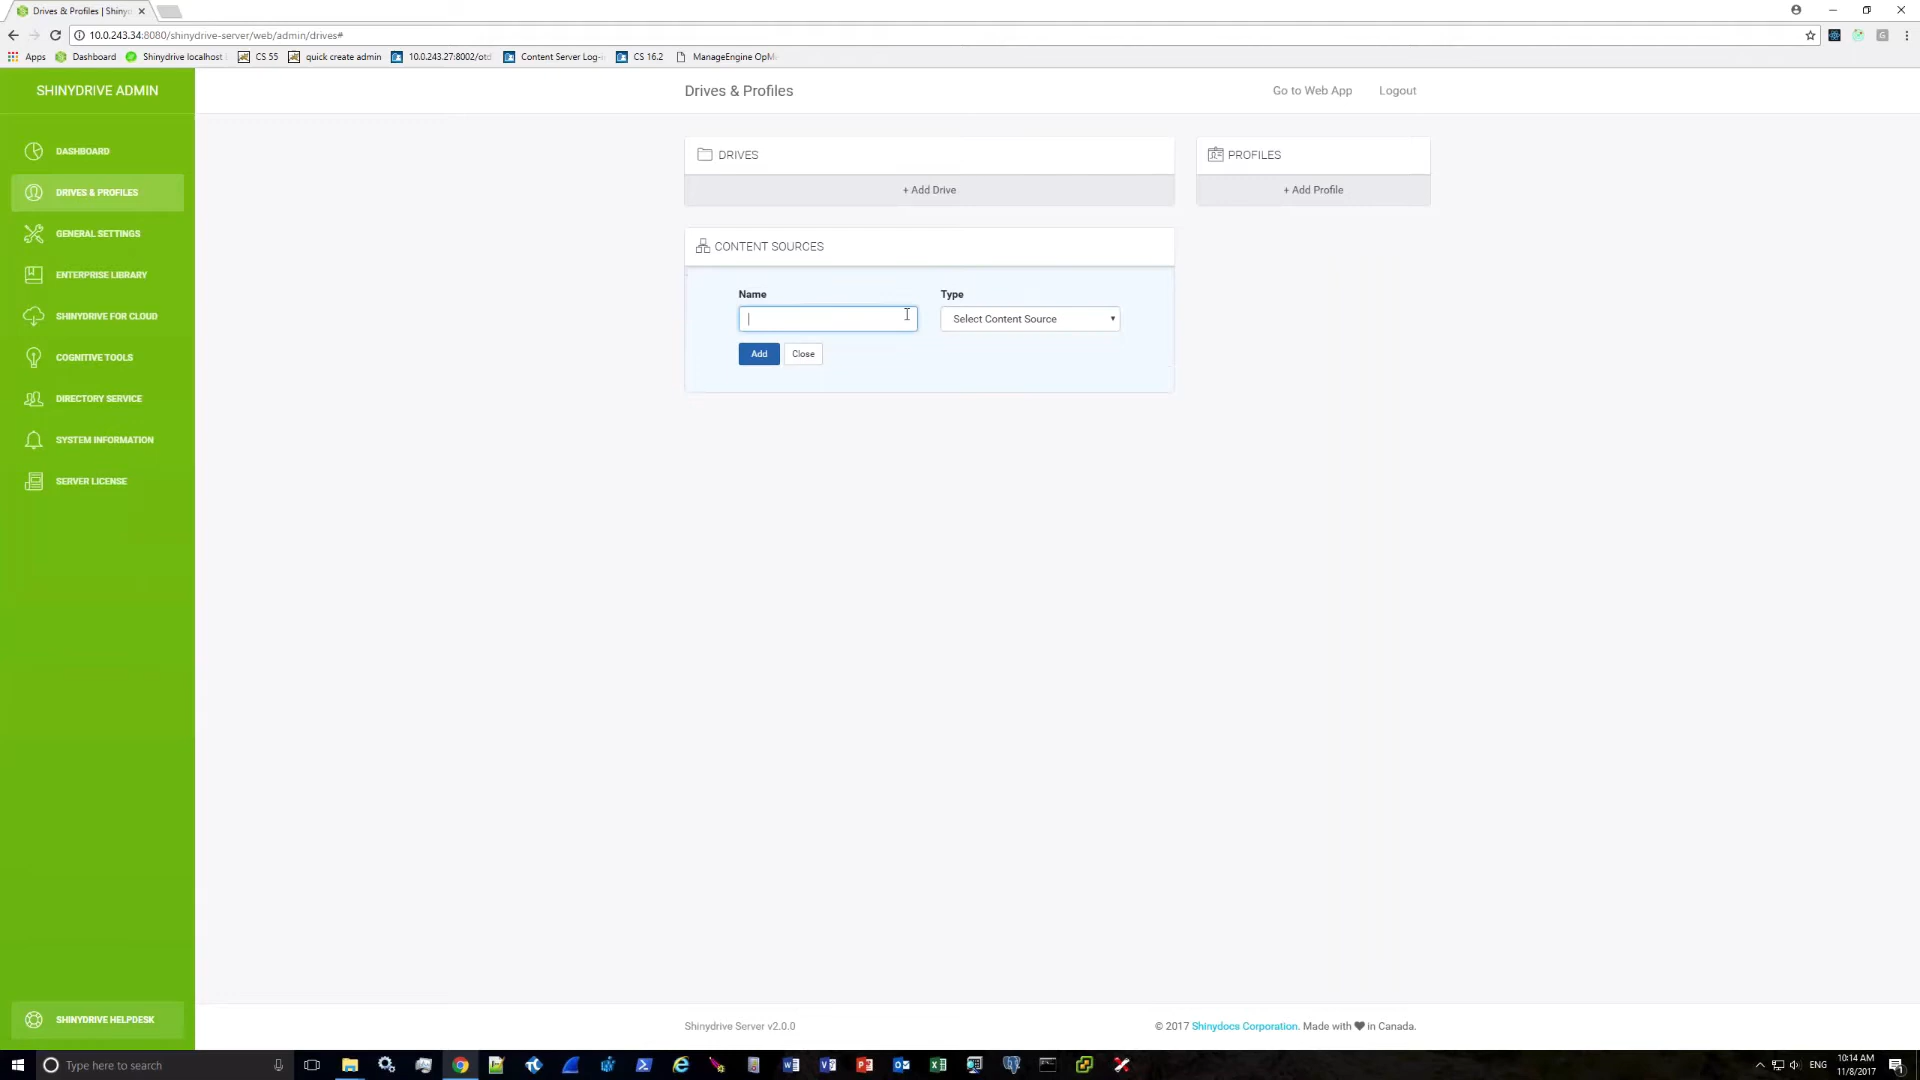 Drives & Profiles | Shiny
10.0.243.34:8080/shinydrive-server/web/admin/drives#
Apps Dashboard Shinydrive localhost CS 55 quick create admin 10.0.243.27:8002/otd Content Server Log-i CS 16.2 ManageEngine OpM
SHINYDRIVE ADMIN
Drives & Profiles
Go to Web App Logout
DASHBOARD
DRIVES & PROFILES
GENERAL SETTINGS
ENTERPRISE LIBRARY
SHINYDRIVE FOR CLOUD
COGNITIVE TOOLS
DIRECTORY SERVICE
SYSTEM INFORMATION
SERVER LICENSE
SHINYDRIVE HELPDESK
DRIVES
+ Add Drive
PROFILES
+ Add Profile
CONTENT SOURCES
Name Type
Select Content Source
Add Close
Shinydrive Server v2.0.0
© 2017 Shinydocs Corporation. Made with ♥ in Canada.
Type here to search
ENG
10:14 AM
11/8/2017